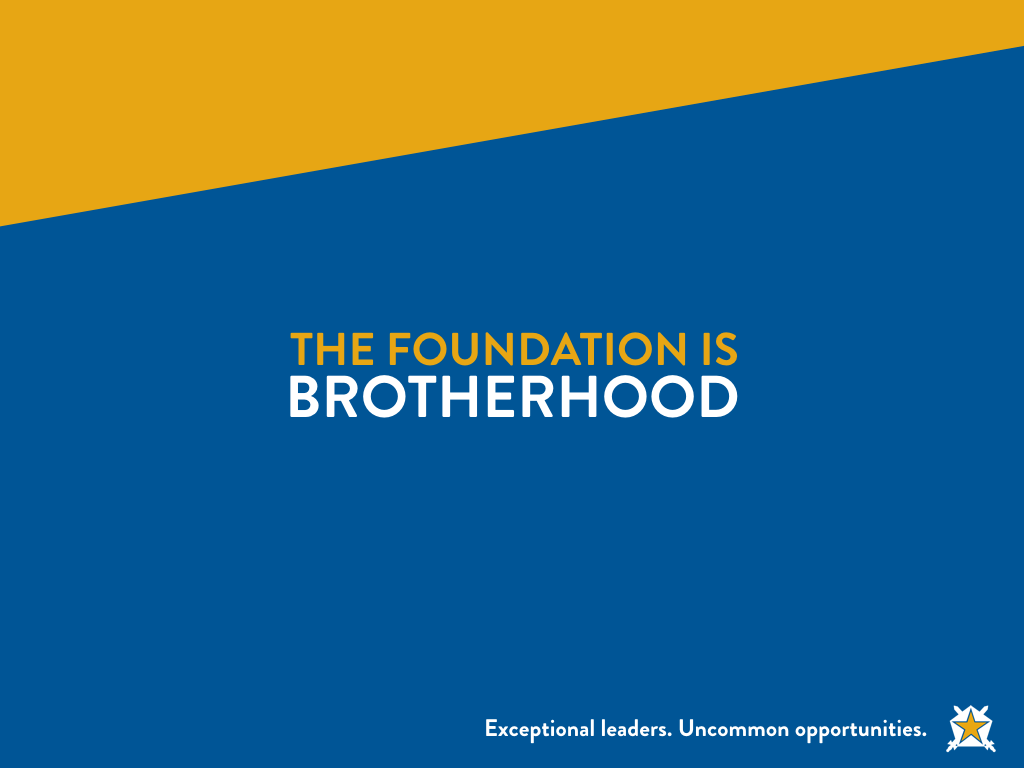 THE FOUNDATION IS
BROTHERHOOD
Exceptional leaders. Uncommon opportunities.